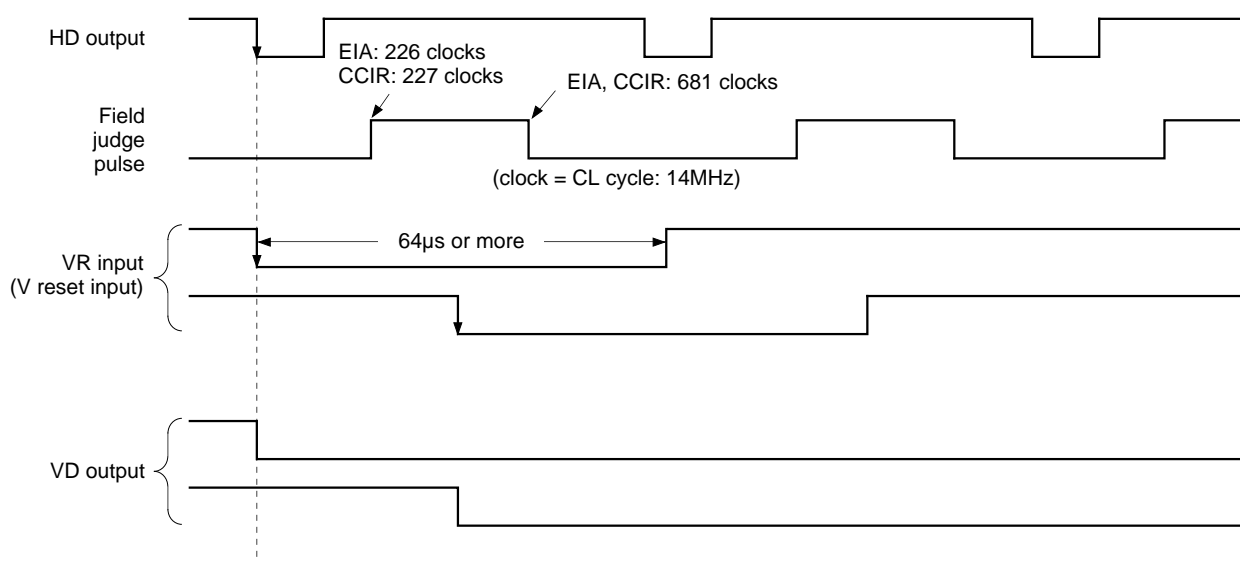 HD output
EIA: 226 clocks
CCIR: 227 clocks
EIA, CCIR: 681 clocks
Field
judge
pulse
(clock = CL cycle: 14MHz)
64µs or more
VR input
(V reset input)
VD output